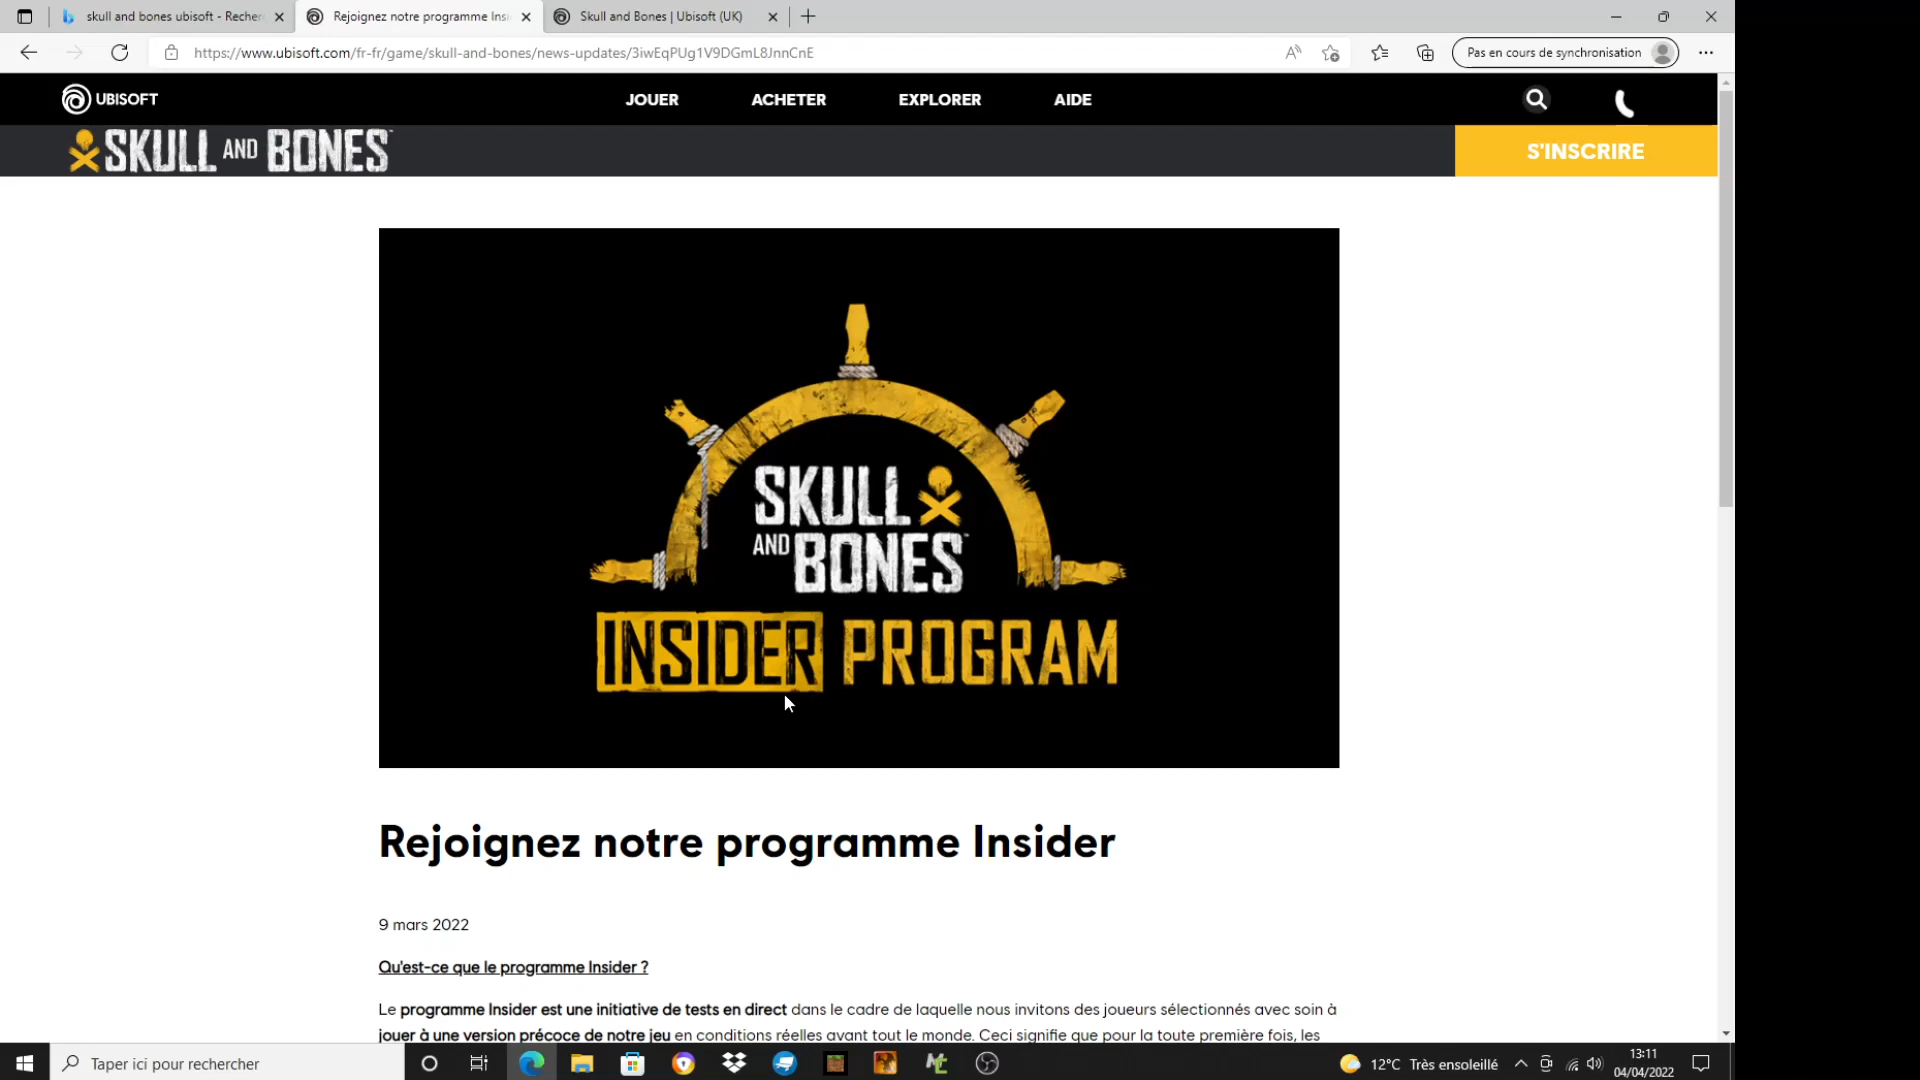 skull and bones ubisoft - Recher
Rejoignez notre programme Ins
Skull and Bones | Ubisoft (UK)
https://www.ubisoft.com/fr-fr/game/skull-and-bones/news-updates/3iwEqPUg1V9DGmL8JnnCnE
Pas en cours de synchronisation
UBISOFT
JOUER
ACHETER
EXPLORER
AIDE
SKULL AND BONES
S'INSCRIRE
SKULL
AND BONES™
INSIDER PROGRAM
Rejoignez notre programme Insider
9 mars 2022
Qu'est-ce que le programme Insider ?
Le programme Insider est une initiative de tests en direct dans le cadre de laquelle nous invitons des joueurs sélectionnés avec soin à
jouer à une version précoce de notre jeu en conditions réelles avant tout le monde. Ceci signifie que pour la toute première fois, les
Taper ici pour rechercher
12°C Très ensoleillé
13:11
04/04/2022